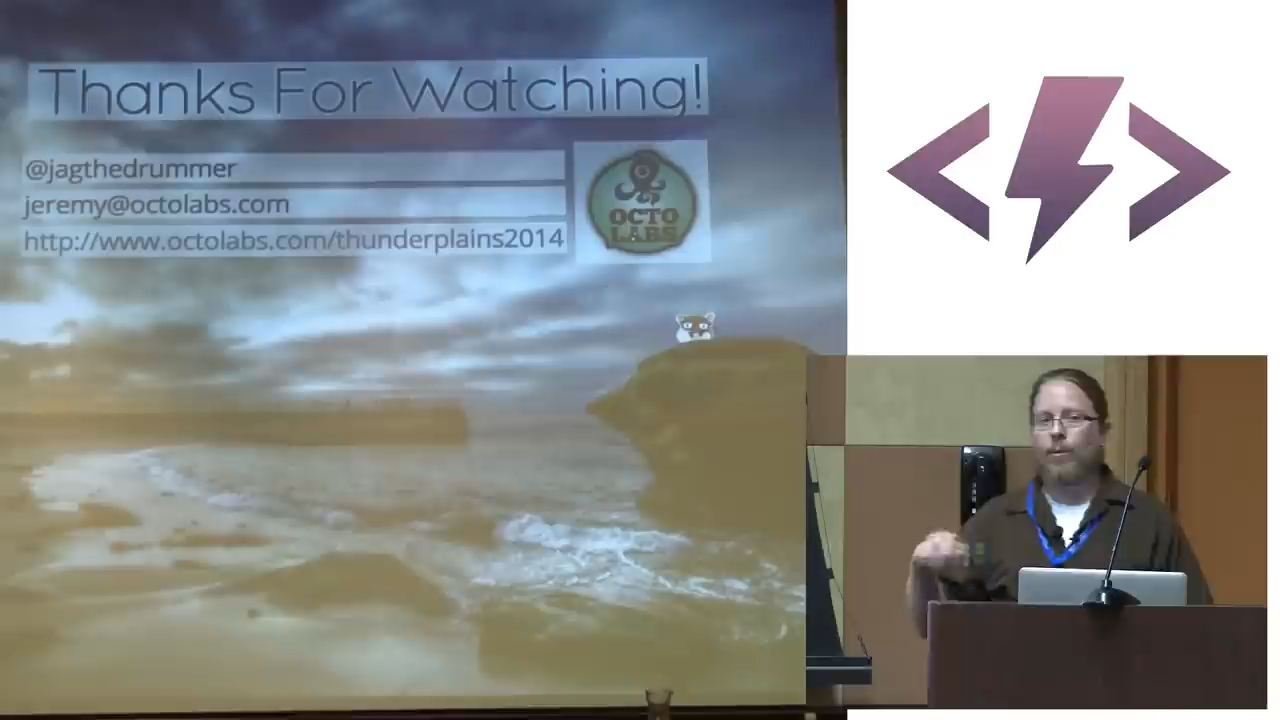 Thanks For Watching!
@jagthedrummer
jeremy@octolabs.com
http://www.octolabs.com/thunderplains2014
OCTO
LABS